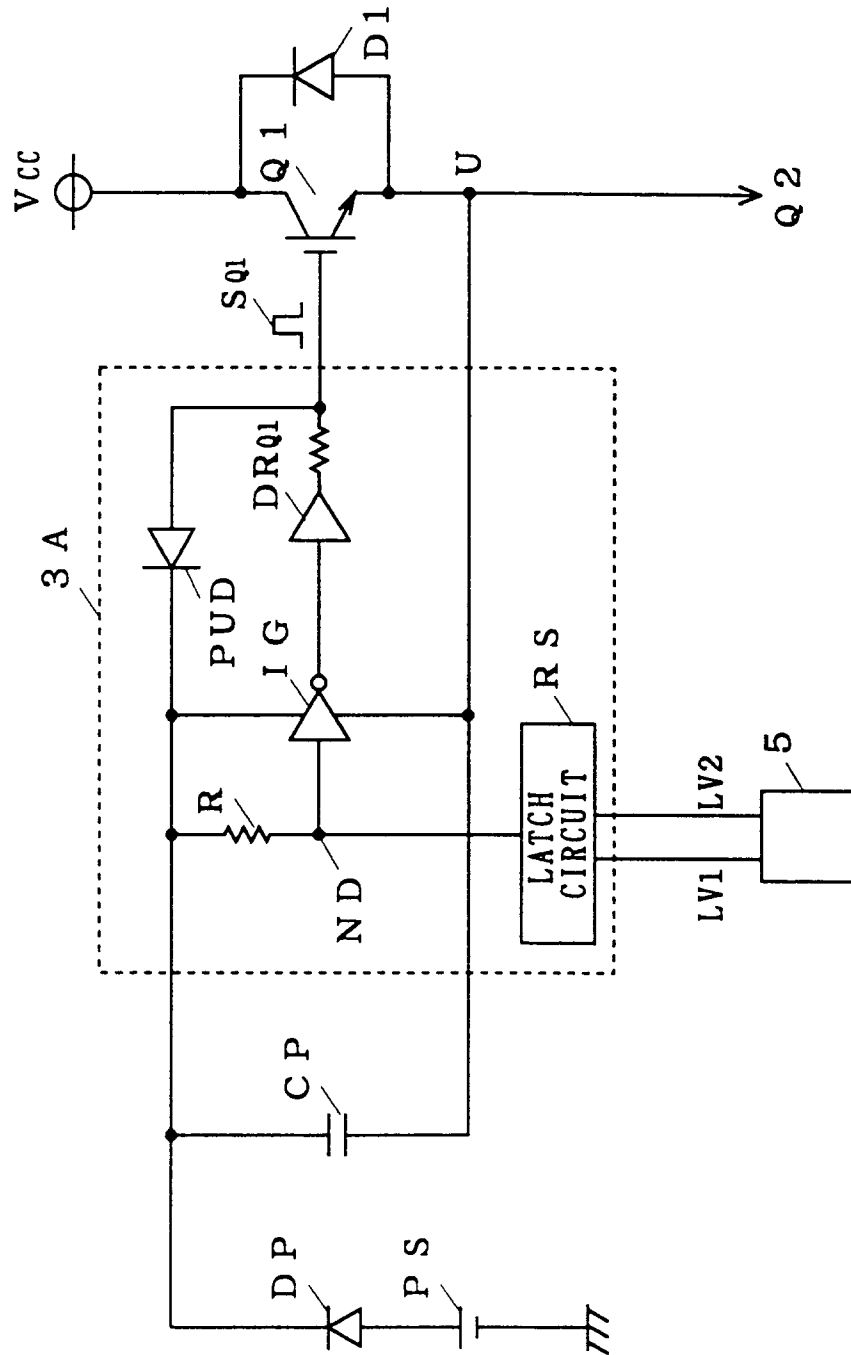 3A
VCC
PUD
SQ1
DRQ1
Q1
D1
IG
R
ND
U
CP
DP
PS
LATCH
CIRCUIT
RS
Q2
LV1
LV2
5